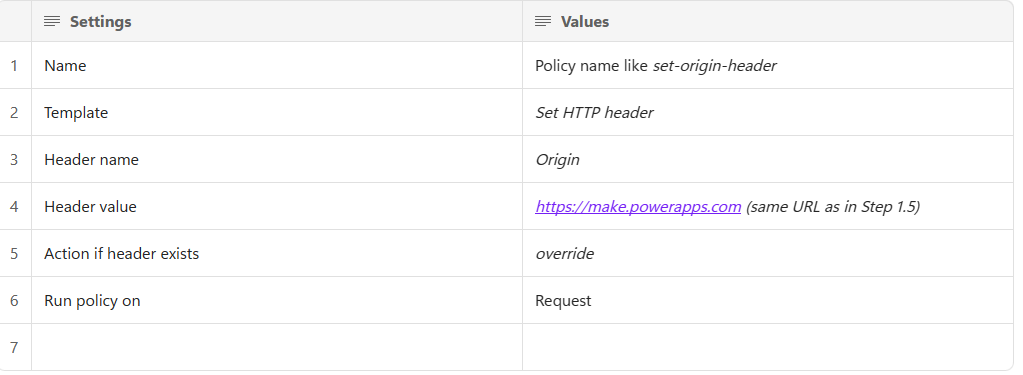 Settings Values
1 Name Policy name like set-origin-header
2 Template Set HTTP header
3 Header name Origin
4 Header value https://make.powerapps.com (same URL as in Step 1.5)
5 Action if header exists override
6 Run policy on Request
7